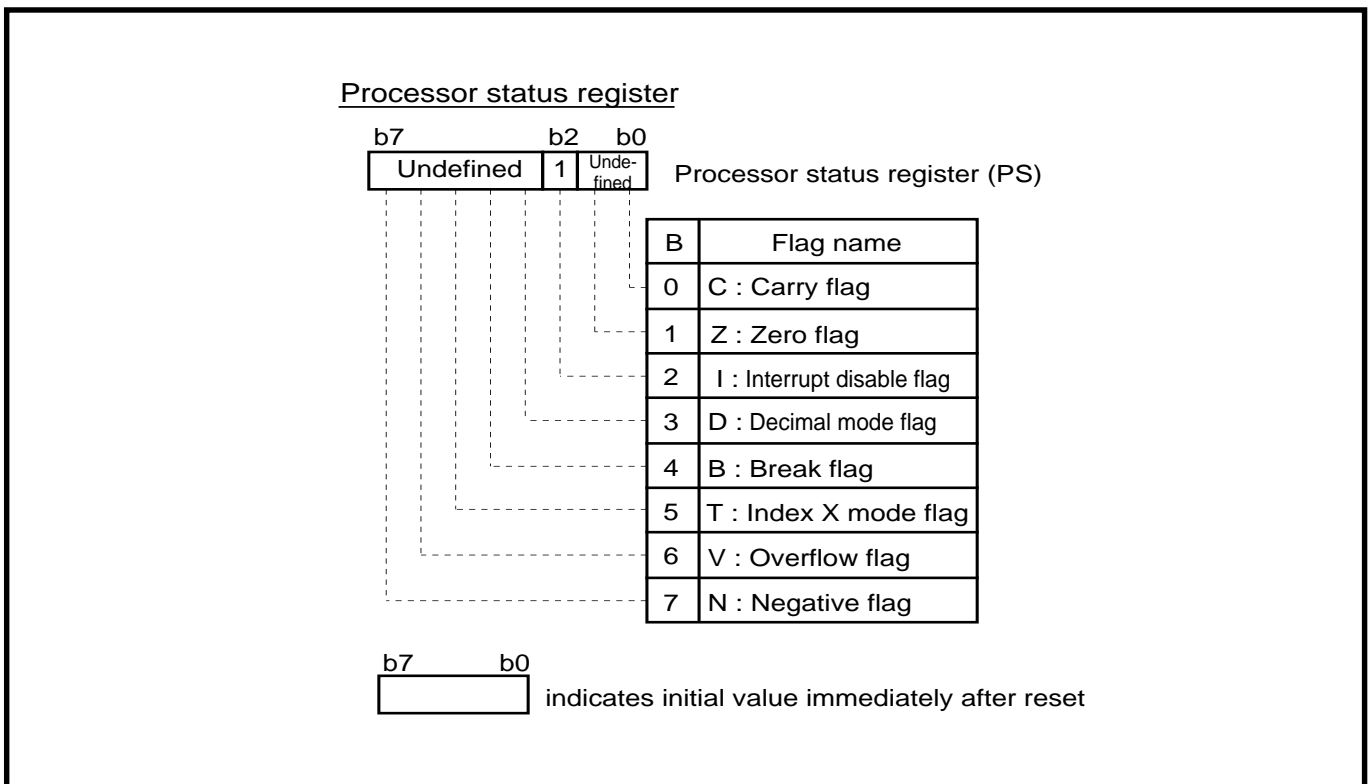 Processor status register
b7 b2 b0
Undefined 1 Unde-
fined
Processor status register (PS)
B Flag name
0 C : Carry flag
1 Z : Zero flag
2 I : Interrupt disable flag
3 D : Decimal mode flag
4 B : Break flag
5 T : Index X mode flag
6 V : Overflow flag
7 N : Negative flag
b7 b0
indicates initial value immediately after reset